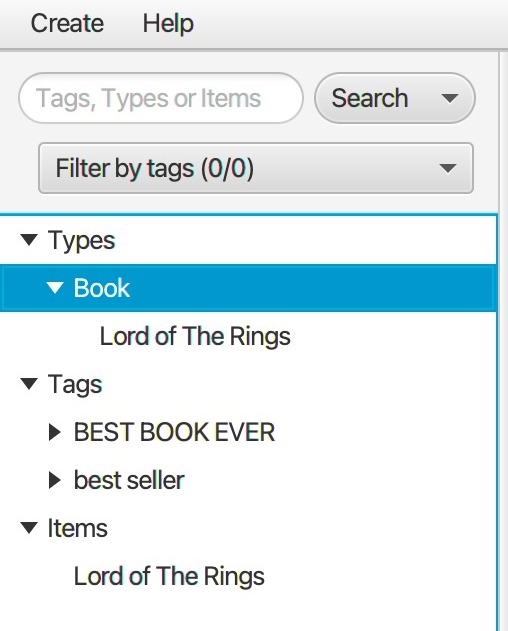 Create Help
Tags, Types or Items Search
Filter by tags (0/0)
Types
Book
Lord of The Rings
Tags
BEST BOOK EVER
best seller
Items
Lord of The Rings